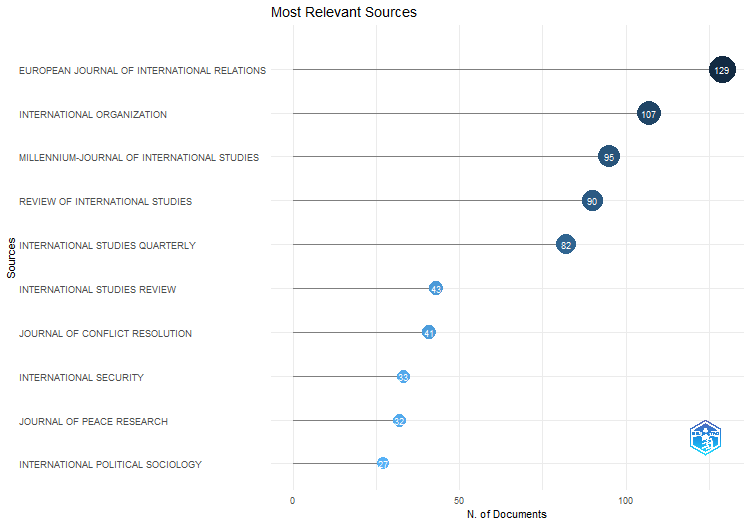 Most Relevant Sources
EUROPEAN JOURNAL OF INTERNATIONAL RELATIONS 129
INTERNATIONAL ORGANIZATION 107
MILLENNIUM-JOURNAL OF INTERNATIONAL STUDIES 95
REVIEW OF INTERNATIONAL STUDIES 90
INTERNATIONAL STUDIES QUARTERLY 82
INTERNATIONAL STUDIES REVIEW 43
JOURNAL OF CONFLICT RESOLUTION 41
INTERNATIONAL SECURITY 33
JOURNAL OF PEACE RESEARCH 32
INTERNATIONAL POLITICAL SOCIOLOGY 27
Sources
0 50 100
N. of Documents